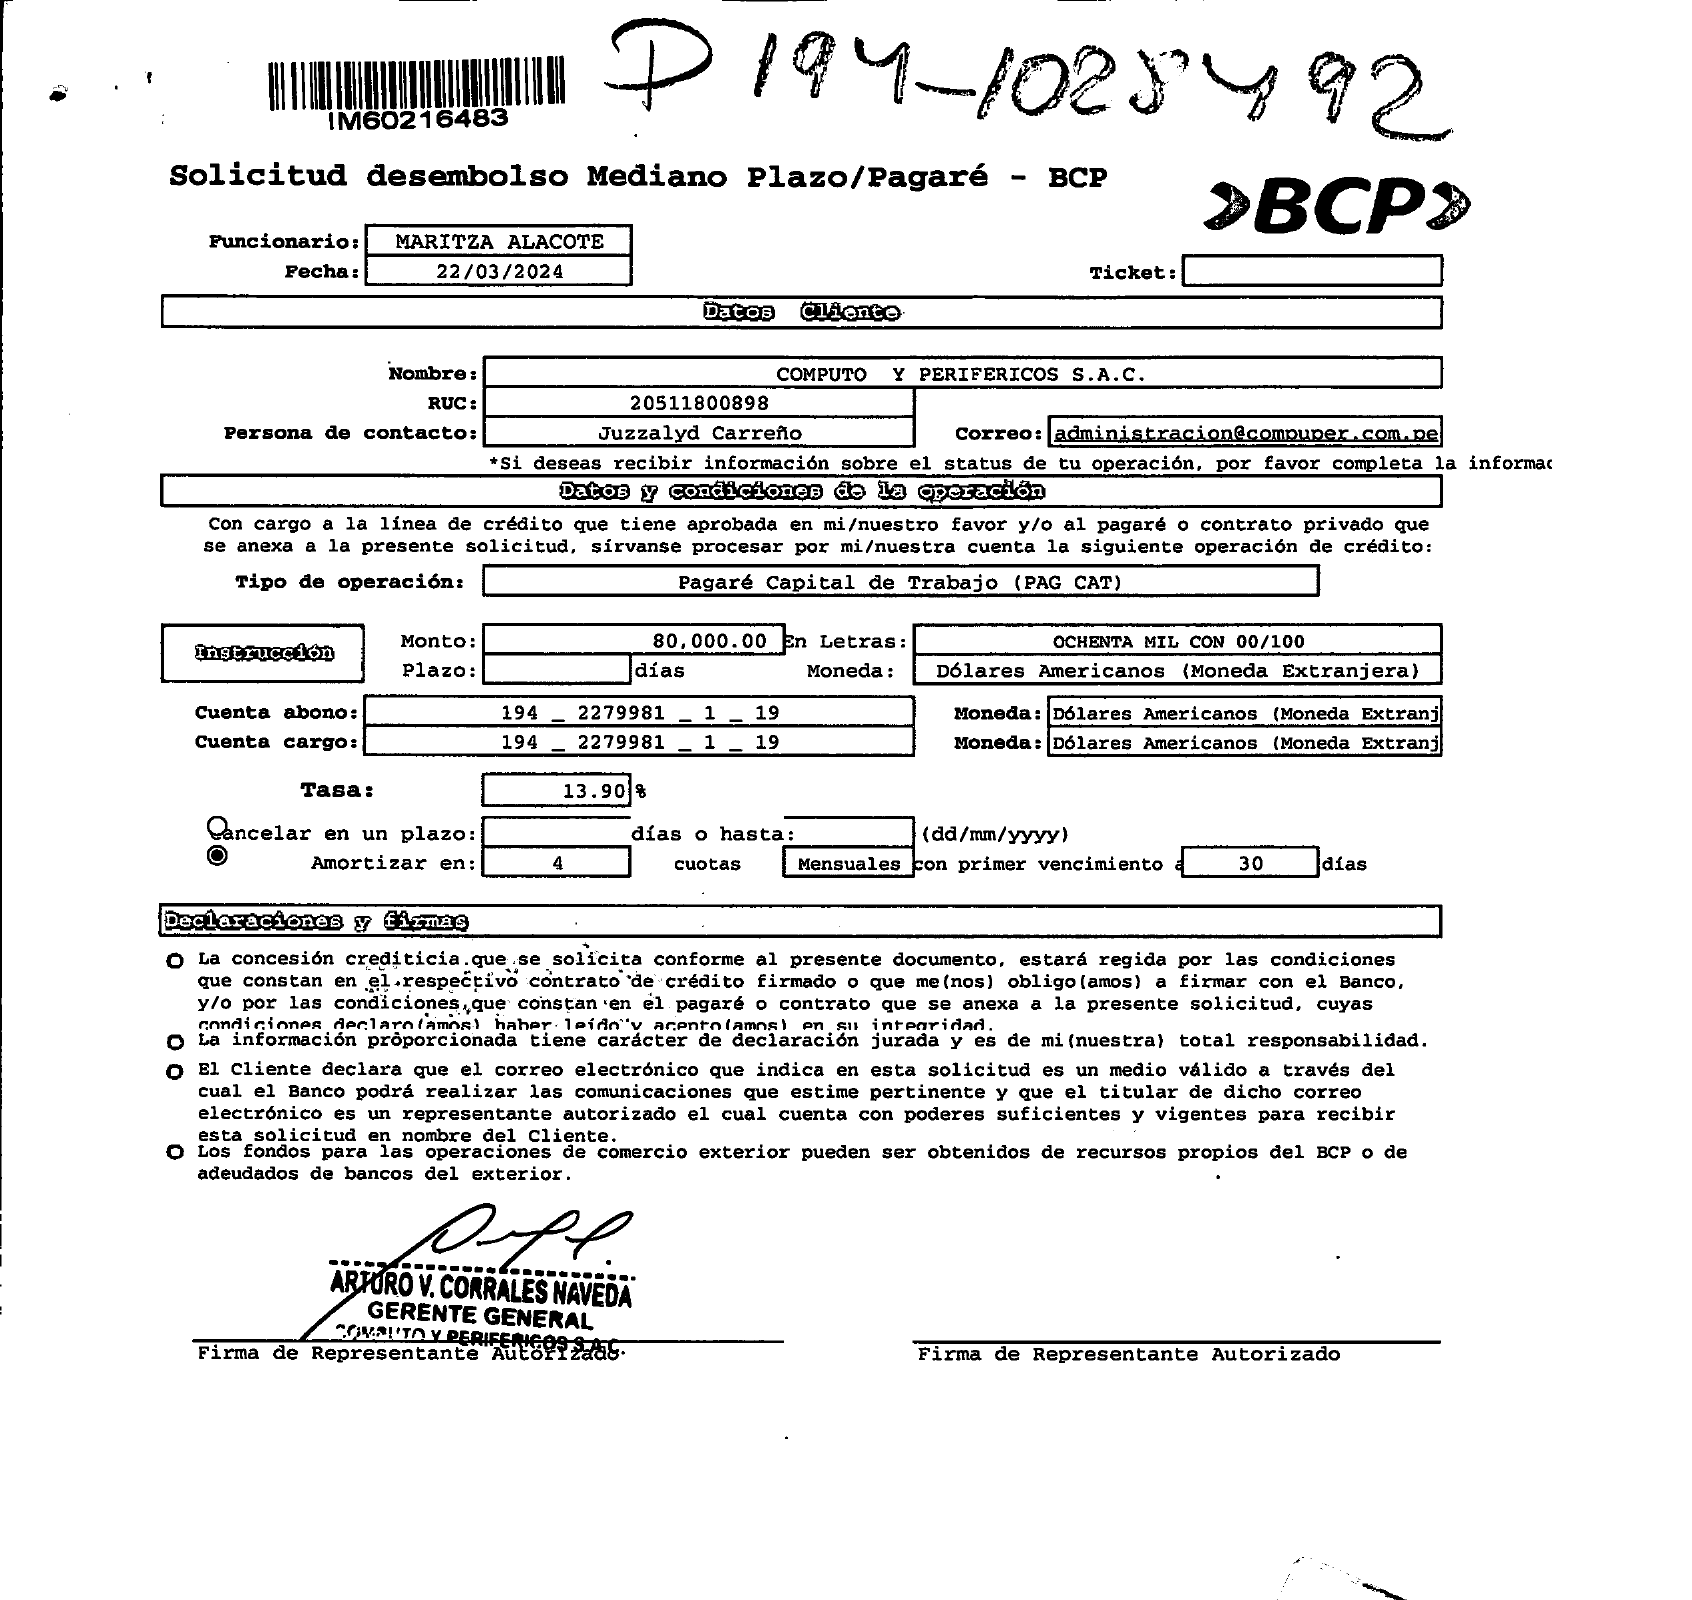 D 194-1028492
IM60216483
Solicitud desembolso Mediano Plazo/Pagaré - BCP
BCP
Funcionario: MARITZA ALACOTE
Fecha: 22/03/2024
Ticket:
Datos Cliente
Nombre: COMPUTO Y PERIFERICOS S.A.C.
RUC: 20511800898
Persona de contacto: Juzzalyd Carreño Correo: administracion@compuper.com.pe
*Si deseas recibir información sobre el status de tu operación, por favor completa la informac
Datos y condiciones de la operación
Con cargo a la línea de crédito que tiene aprobada en mi/nuestro favor y/o al pagaré o contrato privado que
se anexa a la presente solicitud, sírvanse procesar por mi/nuestra cuenta la siguiente operación de crédito:
Tipo de operación: Pagaré Capital de Trabajo (PAG CAT)
Instrucción
Monto: 80,000.00 En Letras: OCHENTA MIL CON 00/100
Plazo: días Moneda: Dólares Americanos (Moneda Extranjera)
Cuenta abono: 194 _ 2279981 _ 1 _ 19 Moneda: Dólares Americanos (Moneda Extranj
Cuenta cargo: 194 _ 2279981 _ 1 _ 19 Moneda: Dólares Americanos (Moneda Extranj
Tasa: 13.90 %
Cancelar en un plazo: días o hasta: (dd/mm/yyyy)
Amortizar en: 4 cuotas Mensuales con primer vencimiento a 30 días
Declaraciones y firmas
La concesión crediticia que se solicita conforme al presente documento, estará regida por las condiciones
que constan en el respectivo contrato de crédito firmado o que me(nos) obligo(amos) a firmar con el Banco,
y/o por las condiciones que constan en el pagaré o contrato que se anexa a la presente solicitud, cuyas
condiciones declaro(amos) haber leído y acepto(amos) en su integridad.
La información proporcionada tiene carácter de declaración jurada y es de mi(nuestra) total responsabilidad.
El Cliente declara que el correo electrónico que indica en esta solicitud es un medio válido a través del
cual el Banco podrá realizar las comunicaciones que estime pertinente y que el titular de dicho correo
electrónico es un representante autorizado el cual cuenta con poderes suficientes y vigentes para recibir
esta solicitud en nombre del Cliente.
Los fondos para las operaciones de comercio exterior pueden ser obtenidos de recursos propios del BCP o de
adeudados de bancos del exterior.
ARTURO V. CORRALES NAVEDA
GERENTE GENERAL
COMPUTO Y PERIFERICOS S.A.C.
Firma de Representante Autorizado
Firma de Representante Autorizado